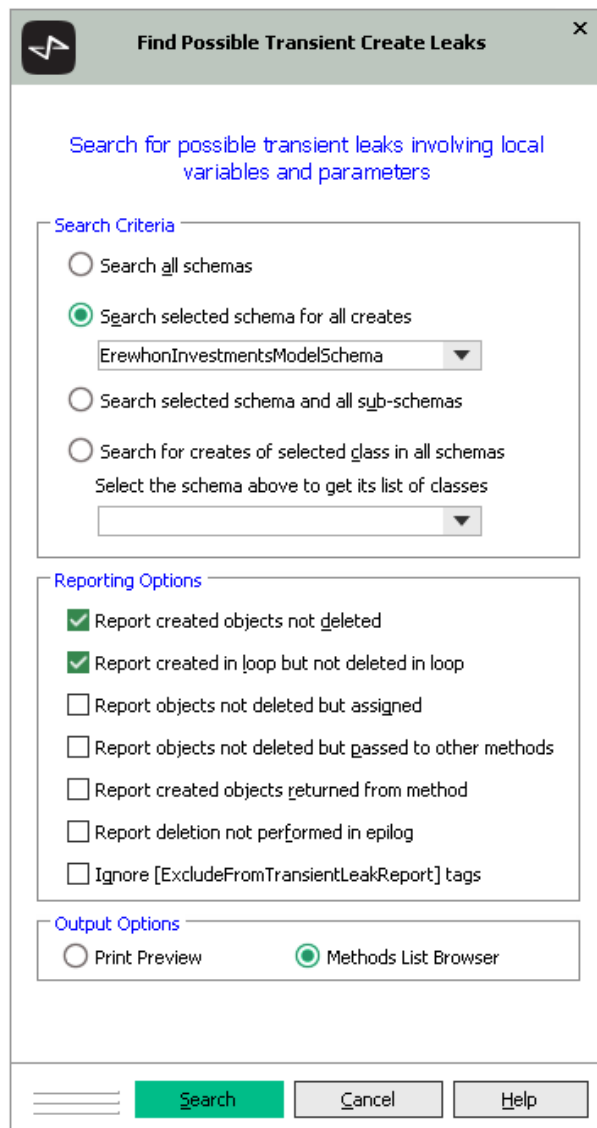 Find Possible Transient Create Leaks
Search for possible transient leaks involving local
variables and parameters
Search Criteria
Search all schemas
Search selected schema for all creates
ErewhonInvestmentsModelSchema
Search selected schema and all sub-schemas
Search for creates of selected class in all schemas
Select the schema above to get its list of classes
Reporting Options
Report created objects not deleted
Report created in loop but not deleted in loop
Report objects not deleted but assigned
Report objects not deleted but passed to other methods
Report created objects returned from method
Report deletion not performed in epilog
Ignore [ExcludeFromTransientLeakReport] tags
Output Options
Print Preview
Methods List Browser
Search
Cancel
Help